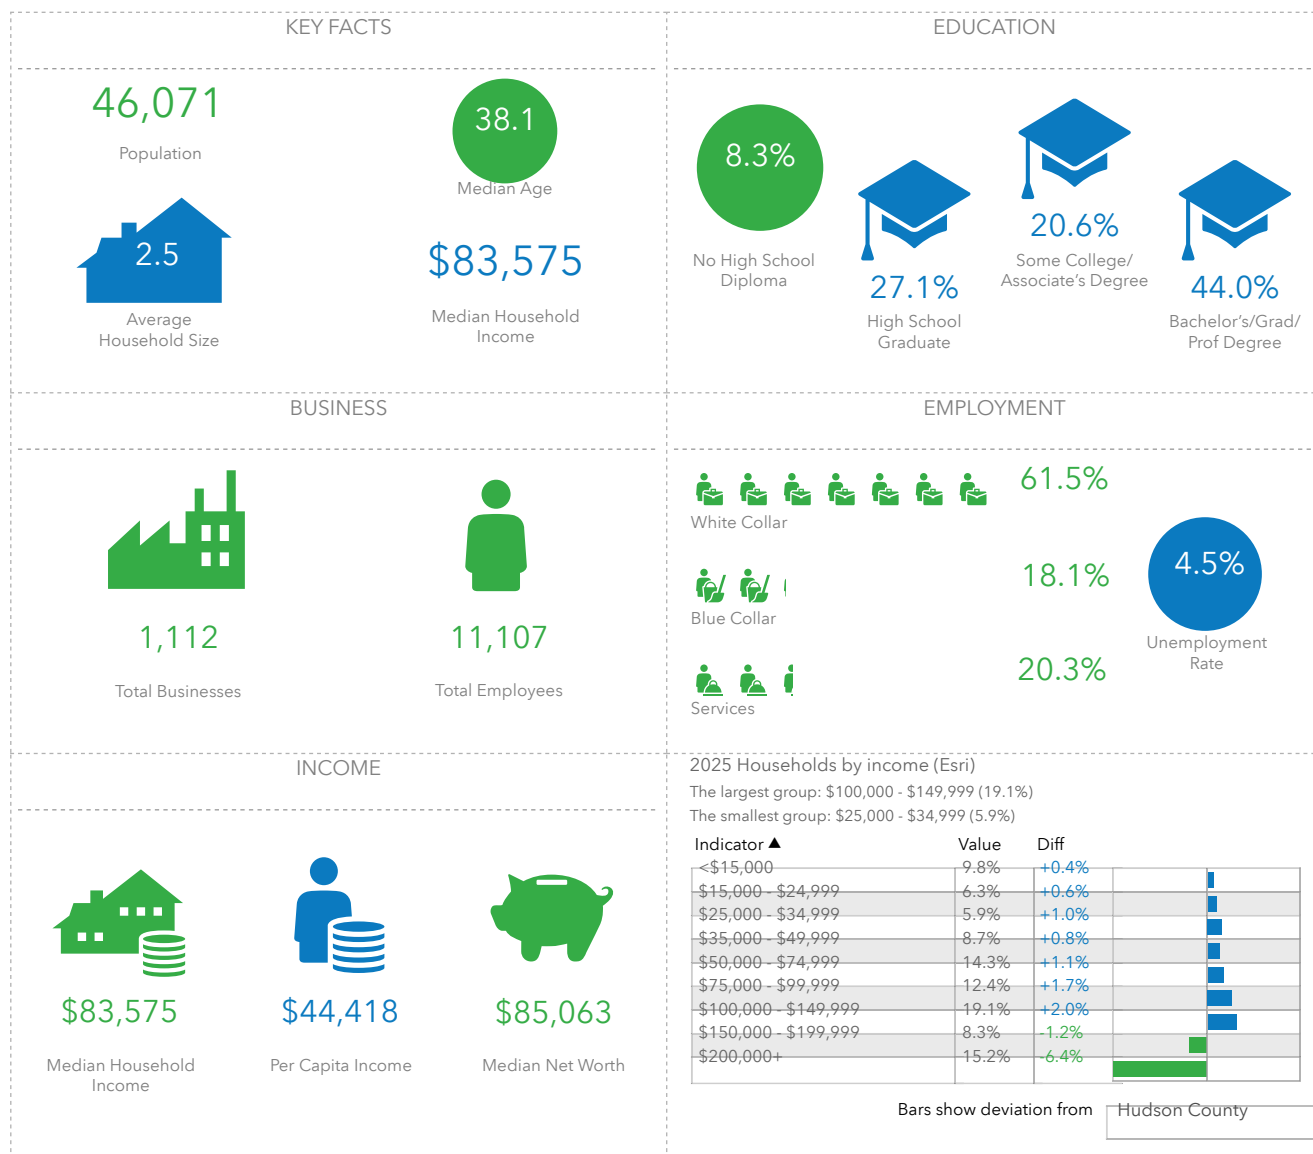 KEY FACTS
46,071
Population
38.1
Median Age
2.5
Average
Household Size
$83,575
Median Household
Income
EDUCATION
8.3%
No High School
Diploma
27.1%
High School
Graduate
20.6%
Some College/
Associate's Degree
44.0%
Bachelor's/Grad/
Prof Degree
BUSINESS
1,112
Total Businesses
11,107
Total Employees
EMPLOYMENT
61.5%
White Collar
18.1%
Blue Collar
20.3%
Services
4.5%
Unemployment
Rate
INCOME
$83,575
Median Household
Income
$44,418
Per Capita Income
$85,063
Median Net Worth
2025 Households by income (Esri)
The largest group: $100,000 - $149,999 (19.1%)
The smallest group: $25,000 - $34,999 (5.9%)
Indicator ▲ Value Diff
<$15,000 9.8% +0.4%
$15,000 - $24,999 6.3% +0.6%
$25,000 - $34,999 5.9% +1.0%
$35,000 - $49,999 8.7% +0.8%
$50,000 - $74,999 14.3% +1.1%
$75,000 - $99,999 12.4% +1.7%
$100,000 - $149,999 19.1% +2.0%
$150,000 - $199,999 8.3% -1.2%
$200,000+ 15.2% -6.4%
Bars show deviation from Hudson County